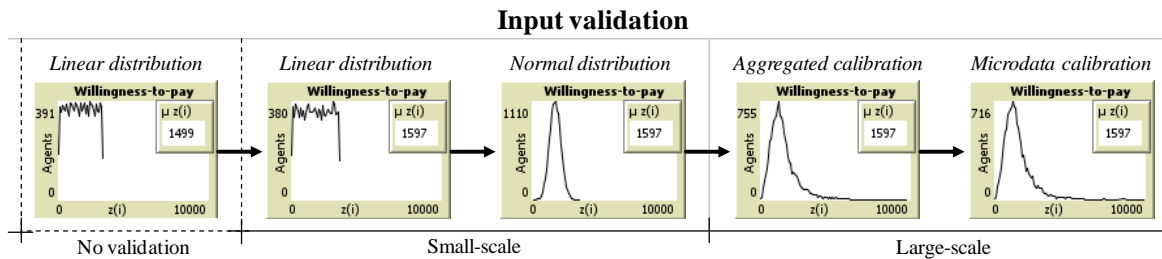 Input validation
Linear distribution
Linear distribution
Normal distribution
Aggregated calibration
Microdata calibration
Willingness-to-pay
391
μ z(i)
1499
Agents
0
0
z(i)
10000
Willingness-to-pay
380
μ z(i)
1597
Agents
0
0
z(i)
10000
Willingness-to-pay
1110
μ z(i)
1597
Agents
0
0
z(i)
10000
Willingness-to-pay
755
μ z(i)
1597
Agents
0
0
z(i)
10000
Willingness-to-pay
716
μ z(i)
1597
Agents
0
0
z(i)
10000
No validation
Small-scale
Large-scale